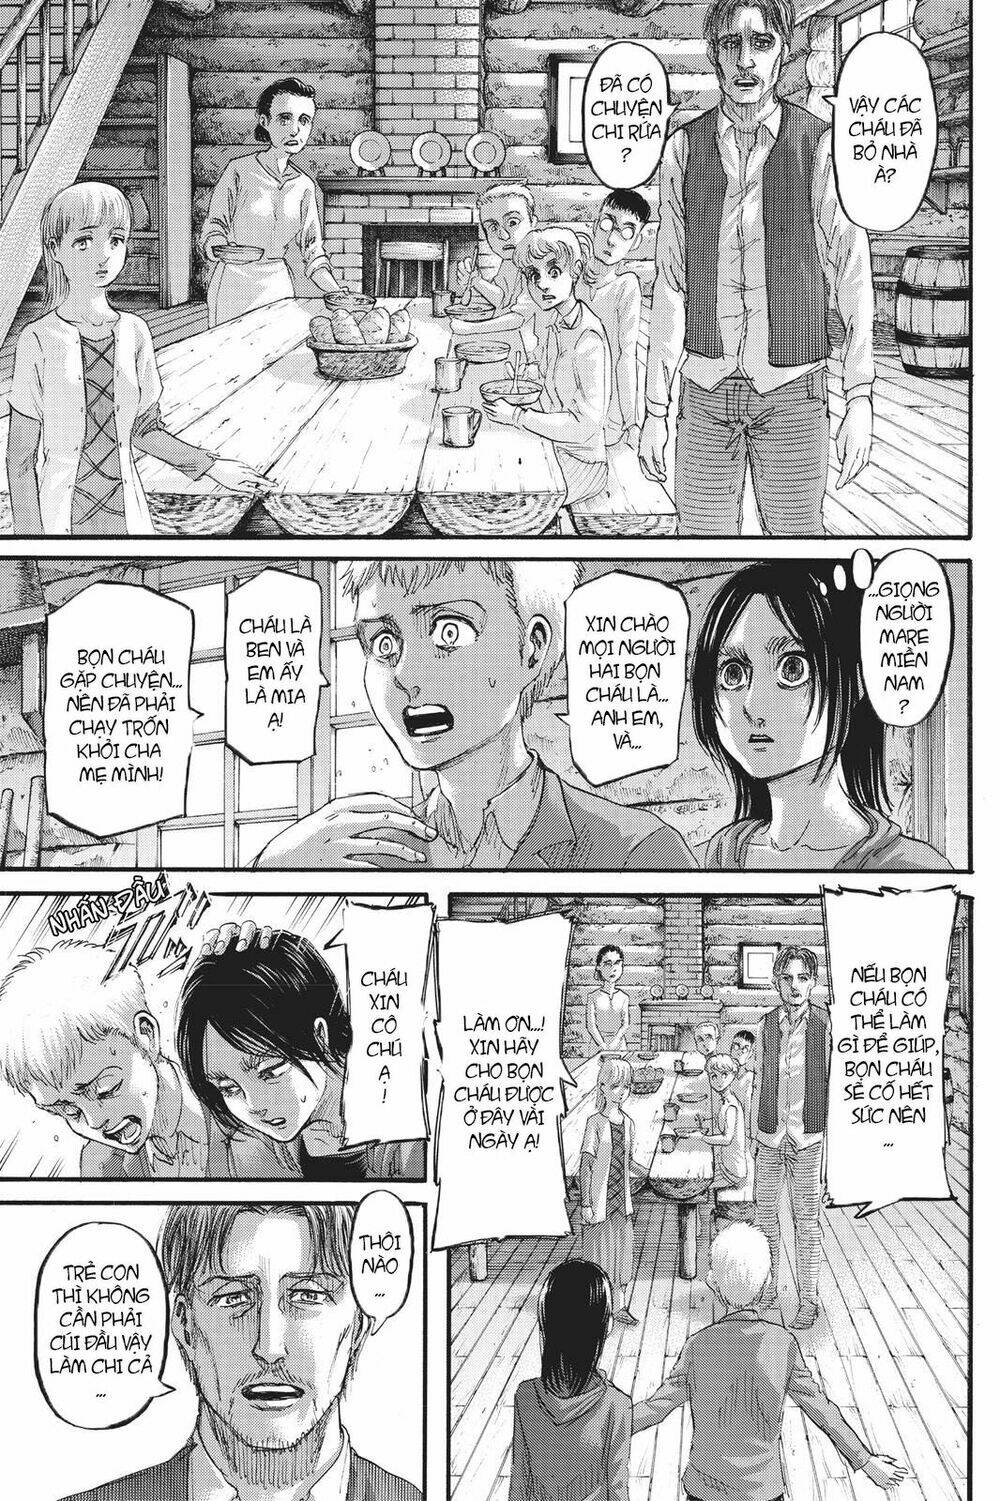 VẬY CÁC
CHÁU ĐÃ
BỎ NHÀ
À?
ĐÃ CÓ
CHUYỆN
CHI RỨA
?
...GIỌNG
NGƯỜI
MARE
MIỀN
NAM
?
XIN CHÀO
MỌI NGƯỜI
HAI BỌN
CHÁU LÀ...
ANH EM,
VÀ...
CHÁU LÀ
BEN VÀ
EM ẤY
LÀ MIA
Ạ!
BỌN CHÁU
GẶP CHUYỆN...
NÊN ĐÃ PHẢI
CHẠY TRỐN
KHỎI CHA
MẸ MÌNH!
NẾU BỌN
CHÁU CÓ
THỂ LÀM
GÌ ĐỂ GIÚP,
BỌN CHÁU
SẼ CỐ HẾT
SỨC NÊN
...
LÀM ƠN...!
XIN HÃY
CHO BỌN
CHÁU ĐƯỢC
Ở ĐÂY VÀI
NGÀY Ạ!
CHÁU
XIN CÔ
CHÚ
Ạ
!
NHẤN ĐẦU
THÔI
NÀO
...
TRẺ CON
THÌ KHÔNG
CẦN PHẢI
CÚI ĐẦU VẬY
LÀM CHI CẢ
...